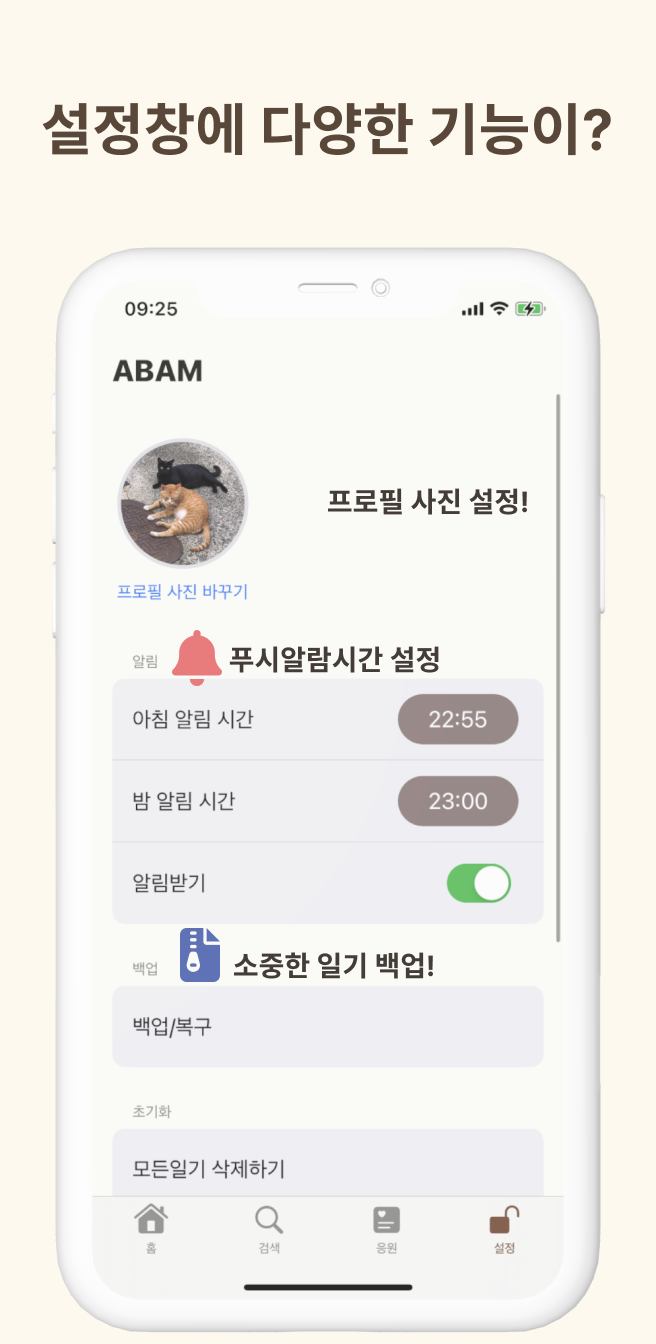 설정창에 다양한 기능이?
09:25
ABAM
프로필 사진 설정!
프로필 사진 바꾸기
알림 푸시알람시간 설정
아침 알림 시간 22:55
밤 알림 시간 23:00
알림받기
백업 소중한 일기 백업!
백업/복구
초기화
모든일기 삭제하기
홈 검색 응원 설정